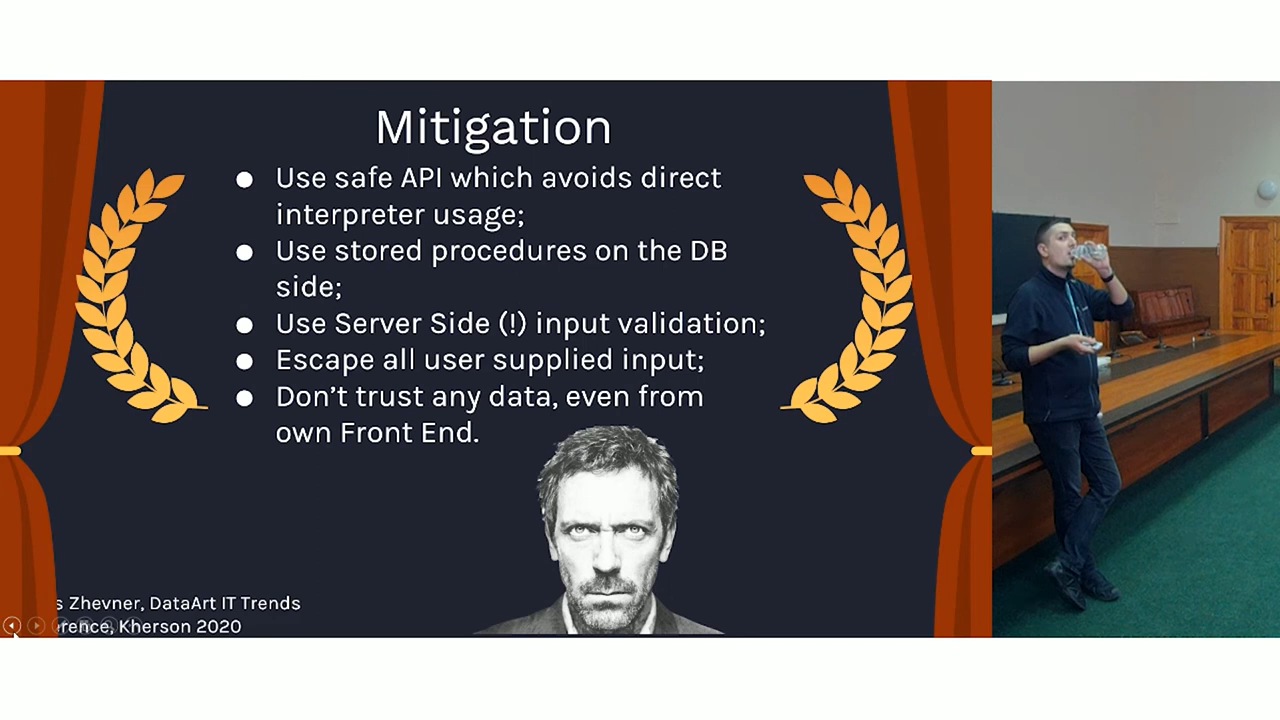 Mitigation
● Use safe API which avoids direct
interpreter usage;
● Use stored procedures on the DB
side;
● Use Server Side (!) input validation;
● Escape all user supplied input;
● Don't trust any data, even from
own Front End.
Zhevner, DataArt IT Trends
Kherson 2020